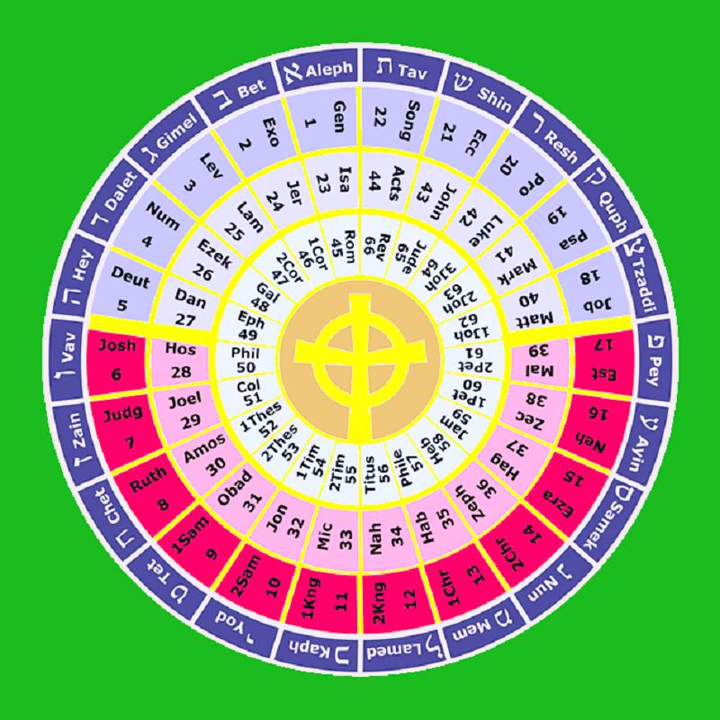 א Aleph
ב Bet
ג Gimel
ד Dalet
ה Hey
ו Vav
ז Zain
ח Chet
ט Tet
י Yod
כ Kaph
ל Lamed
מ Mem
נ Nun
ס Samek
ע Ayin
פ Pey
צ Tzaddi
ק Quph
ר Resh
ש Shin
ת Tav
Gen
1
Exo
2
Lev
3
Num
4
Deut
5
Josh
6
Judg
7
Ruth
8
1Sam
9
2Sam
10
1Kng
11
2Kng
12
1Chr
13
2Chr
14
Ezra
15
Neh
16
Est
17
Job
18
Psa
19
Pro
20
Ecc
21
Song
22
Isa
23
Jer
24
Lam
25
Ezek
26
Dan
27
Hos
28
Joel
29
Amos
30
Obad
31
Jon
32
Mic
33
Nah
34
Hab
35
Zeph
36
Hag
37
Zec
38
Mal
39
Matt
40
Mark
41
Luke
42
John
43
Acts
44
Rom
45
1Cor
46
2Cor
47
Gal
48
Eph
49
Phil
50
Col
51
1Thes
52
2Thes
53
1Tim
54
2Tim
55
Titus
56
Phile
57
Heb
58
Jam
59
1Pet
60
2Pet
61
1Joh
62
2Joh
63
3Joh
64
Jude
65
Rev
66